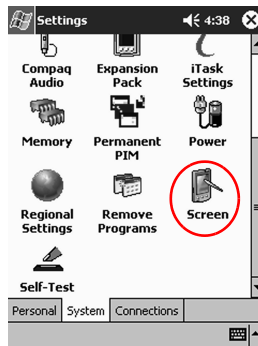 Settings 4:38
Compaq Expansion iTask
Audio Pack Settings
Memory Permanent Power
PIM
Regional Remove Screen
Settings Programs
Self-Test
Personal System Connections